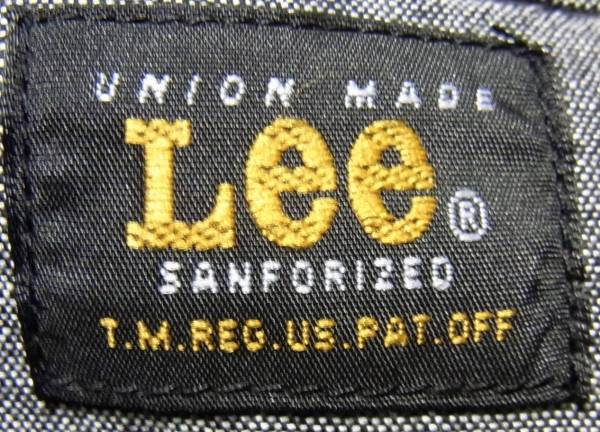 UNION MADE
Lee®
SANFORIZED
T.M.REG.US.PAT.OFF